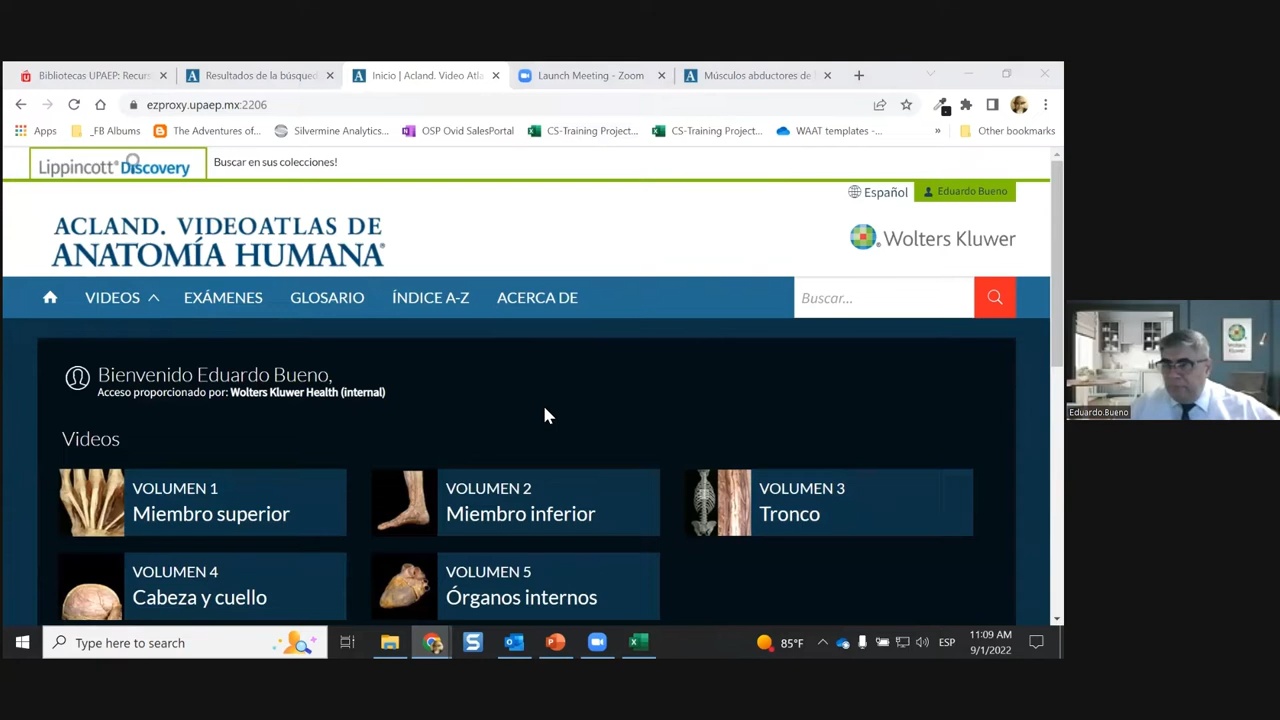 Bibliotecas UPAEP: Recurs
Resultados de la búsqued
Inicio | Acland. Video Atla
Launch Meeting - Zoom
Músculos abductores de l
ezproxy.upaep.mx:2206
Apps
_FB Albums
The Adventures of...
Silvermine Analytics...
OSP Ovid SalesPortal
CS-Training Project...
CS-Training Project...
WAAT templates -...
»
Other bookmarks
Lippincott® Discovery
Buscar en sus colecciones!
Español
Eduardo Bueno
ACLAND. VIDEOATLAS DE
ANATOMÍA HUMANA®
Wolters Kluwer
VIDEOS
EXÁMENES
GLOSARIO
ÍNDICE A-Z
ACERCA DE
Buscar...
Bienvenido Eduardo Bueno,
Acceso proporcionado por: Wolters Kluwer Health (internal)
Videos
VOLUMEN 1
Miembro superior
VOLUMEN 2
Miembro inferior
VOLUMEN 3
Tronco
VOLUMEN 4
Cabeza y cuello
VOLUMEN 5
Órganos internos
Wolters
Kluwer
Eduardo.Bueno
Type here to search
85°F
ESP
11:09 AM
9/1/2022